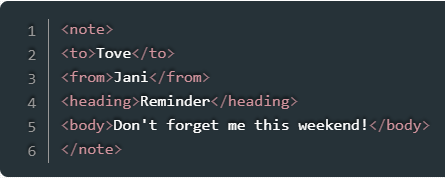 1 <note>
2 <to>Tove</to>
3 <from>Jani</from>
4 <heading>Reminder</heading>
5 <body>Don't forget me this weekend!</body>
6 </note>